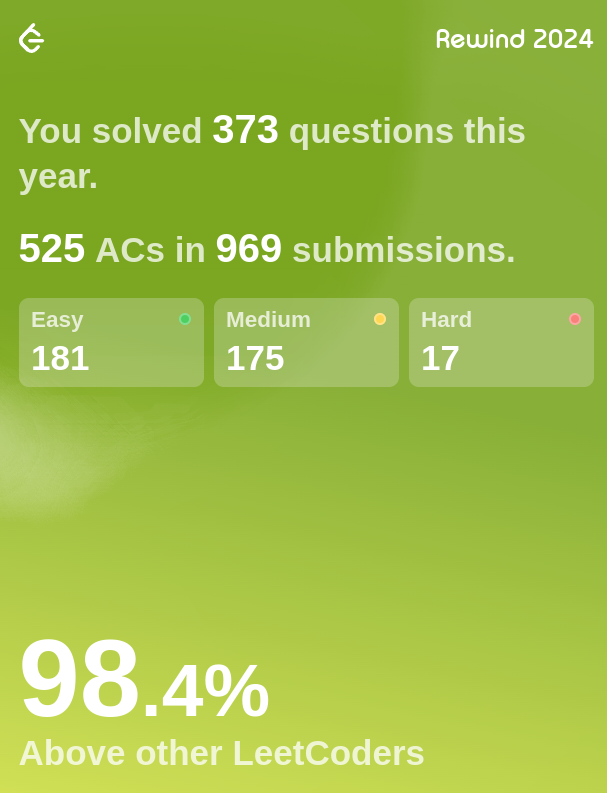 Rewind 2024
You solved 373 questions this
year.
525 ACs in 969 submissions.
Easy
181
Medium
175
Hard
17
98.4%
Above other LeetCoders